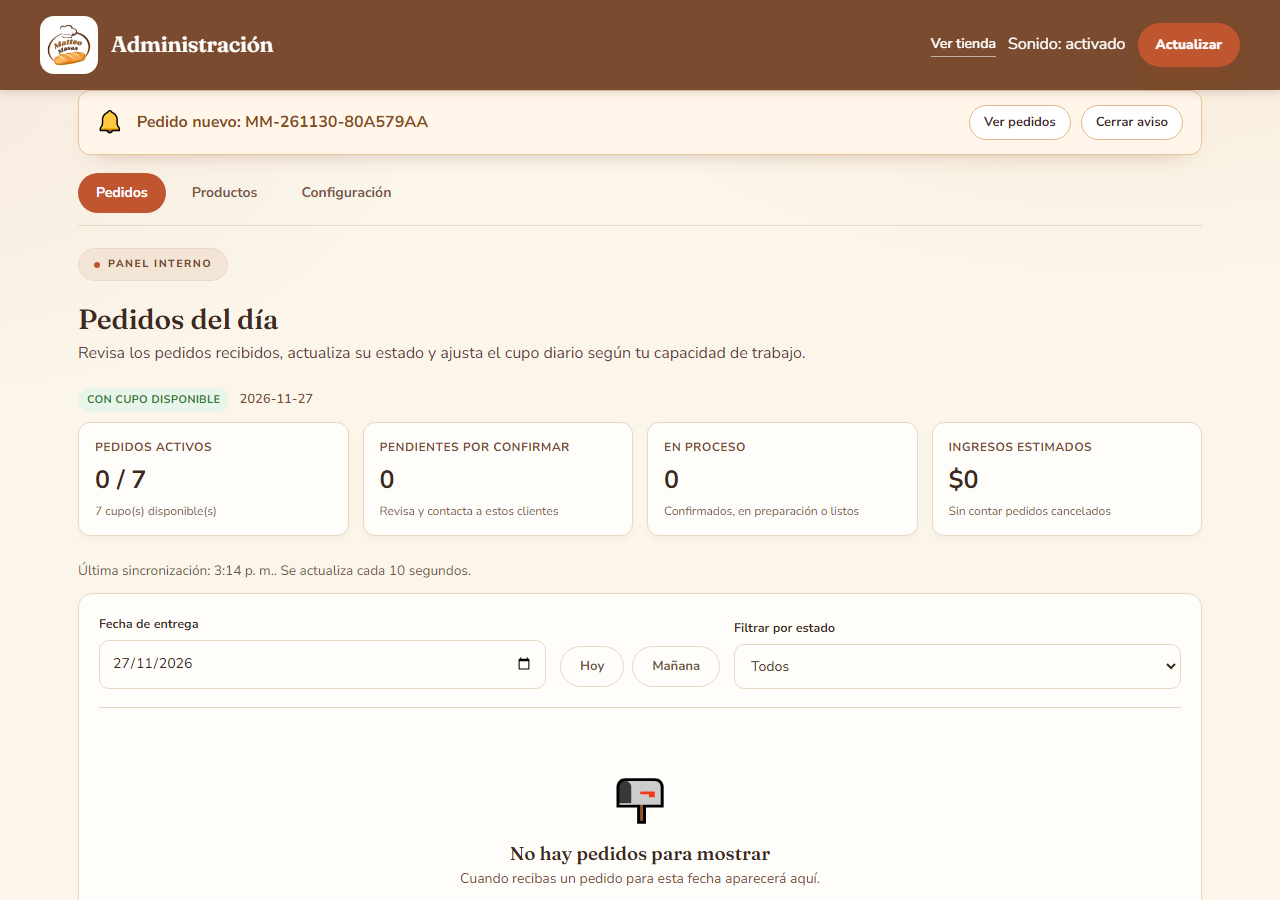 Matteo
Manau
Administración
Ver tienda
Sonido: activado
Actualizar
Pedido nuevo: MM-261130-80A579AA
Ver pedidos
Cerrar aviso
Pedidos
Productos
Configuración
PANEL INTERNO
Pedidos del día
Revisa los pedidos recibidos, actualiza su estado y ajusta el cupo diario según tu capacidad de trabajo.
CON CUPO DISPONIBLE
2026-11-27
PEDIDOS ACTIVOS
0 / 7
7 cupo(s) disponible(s)
PENDIENTES POR CONFIRMAR
0
Revisa y contacta a estos clientes
EN PROCESO
0
Confirmados, en preparación o listos
INGRESOS ESTIMADOS
$0
Sin contar pedidos cancelados
Última sincronización: 3:14 p. m.. Se actualiza cada 10 segundos.
Fecha de entrega
27/11/2026
Hoy
Mañana
Filtrar por estado
Todos
No hay pedidos para mostrar
Cuando recibas un pedido para esta fecha aparecerá aquí.